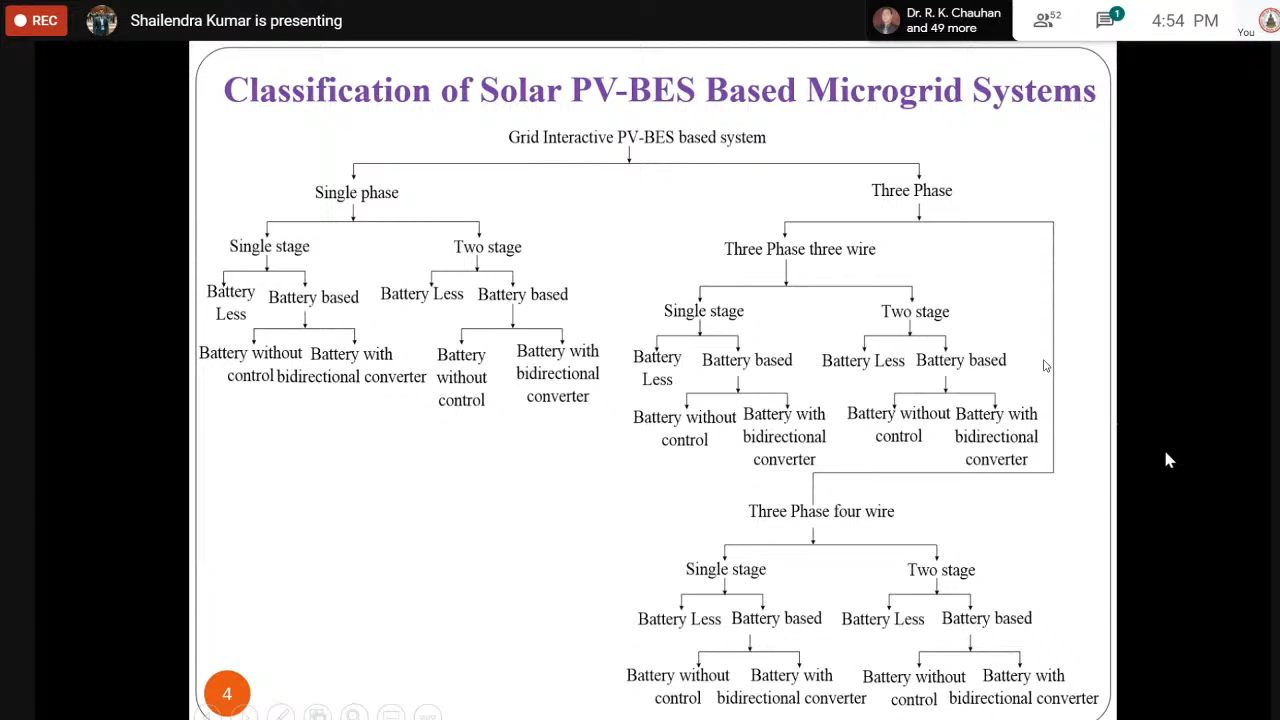 REC
Shailendra Kumar is presenting
Dr. R. K. Chauhan
and 49 more
52
1
4:54 PM
You
Classification of Solar PV-BES Based Microgrid Systems
Grid Interactive PV-BES based system
Single phase
Three Phase
Single stage
Two stage
Battery
Less
Battery based
Battery Less
Battery based
Battery without
control
Battery with
bidirectional converter
Battery
without
control
Battery with
bidirectional
converter
Three Phase three wire
Single stage
Two stage
Battery
Less
Battery based
Battery Less
Battery based
Battery without
control
Battery with
bidirectional
converter
Battery without
control
Battery with
bidirectional
converter
Three Phase four wire
Single stage
Two stage
Battery Less
Battery based
Battery Less
Battery based
Battery without
control
Battery with
bidirectional converter
Battery without
control
Battery with
bidirectional converter
4